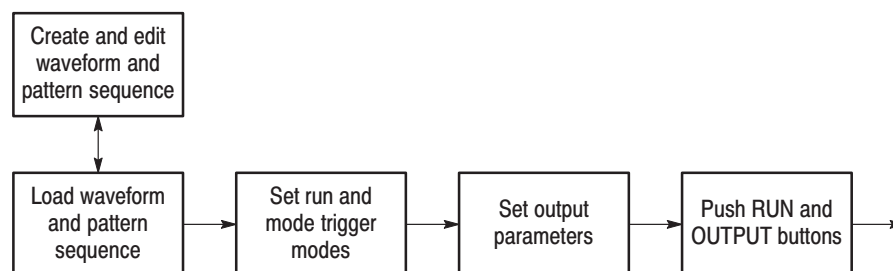 Create and edit
waveform and
pattern sequence
Load waveform
and pattern
sequence
Set run and
mode trigger
modes
Set output
parameters
Push RUN and
OUTPUT buttons